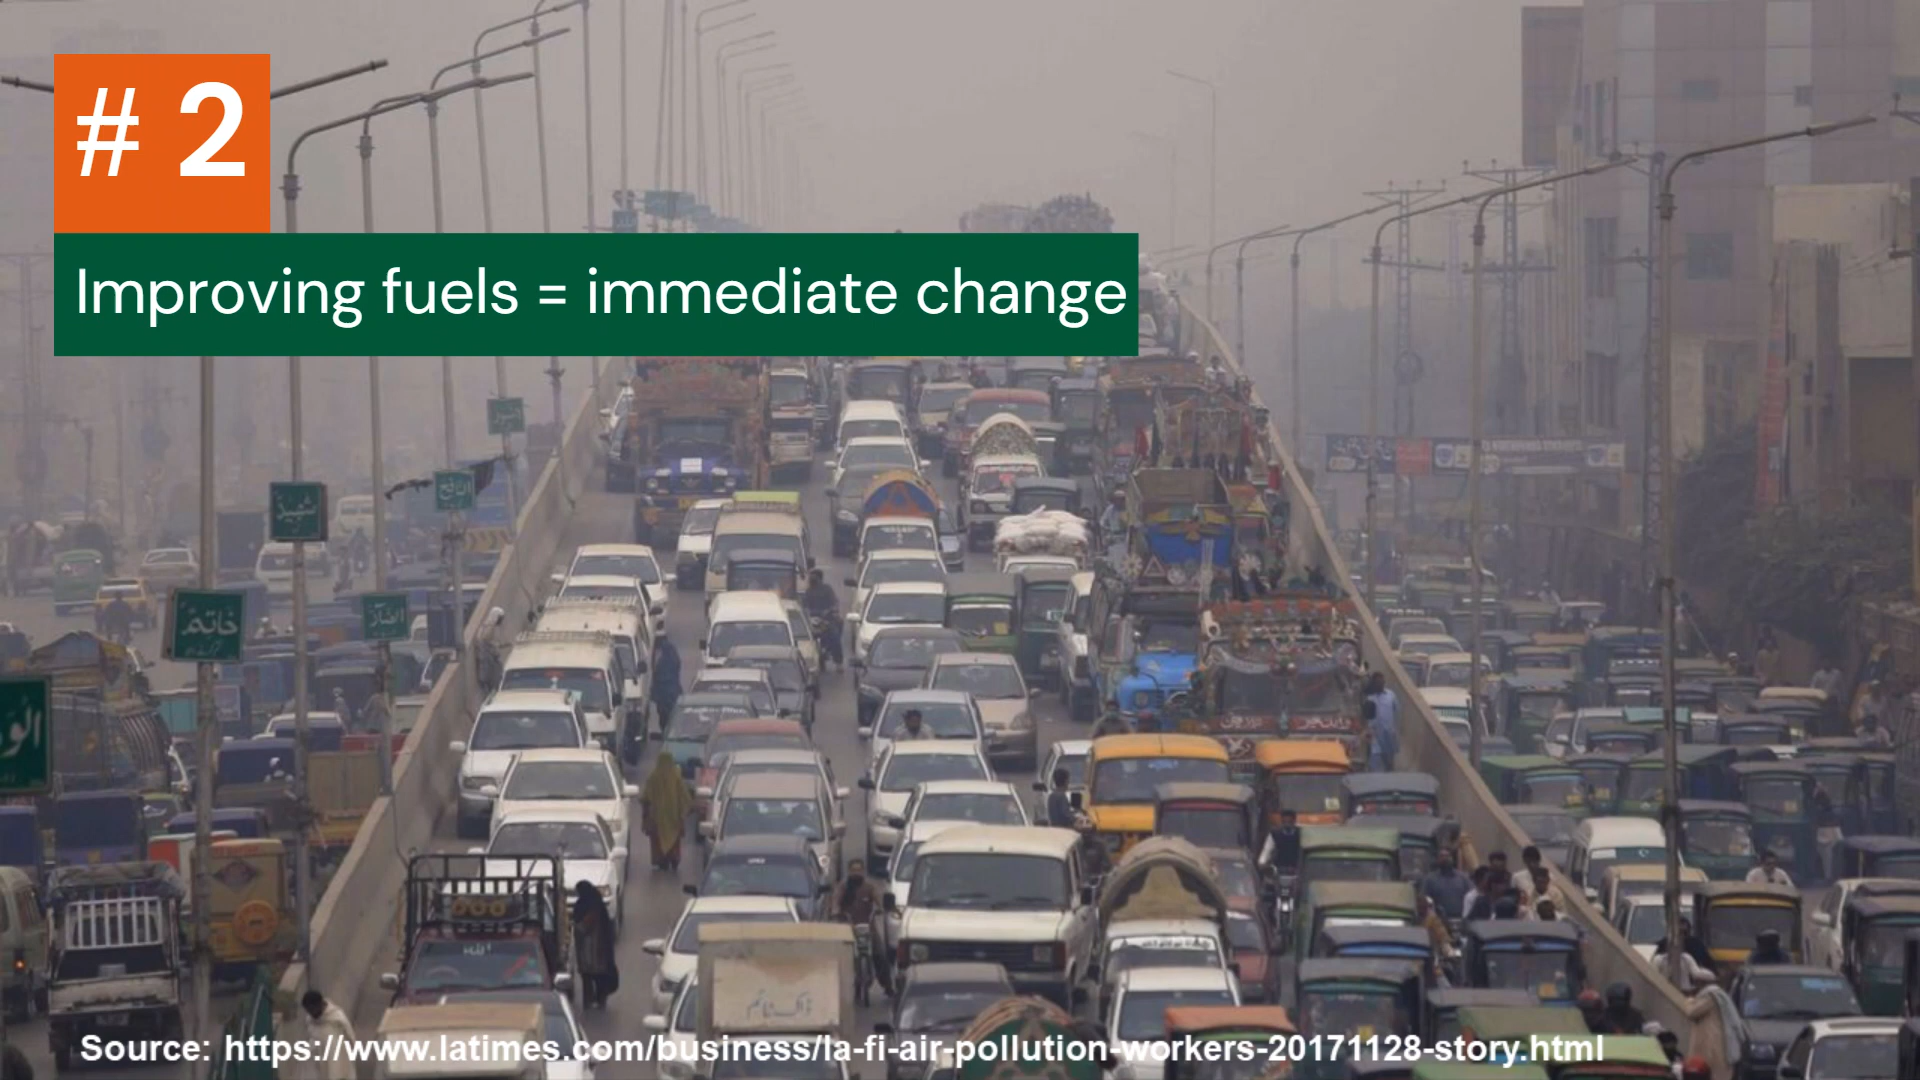 # 2
Improving fuels = immediate change
خاتم
Source: https://www.latimes.com/business/la-fi-air-pollution-workers-20171128-story.html